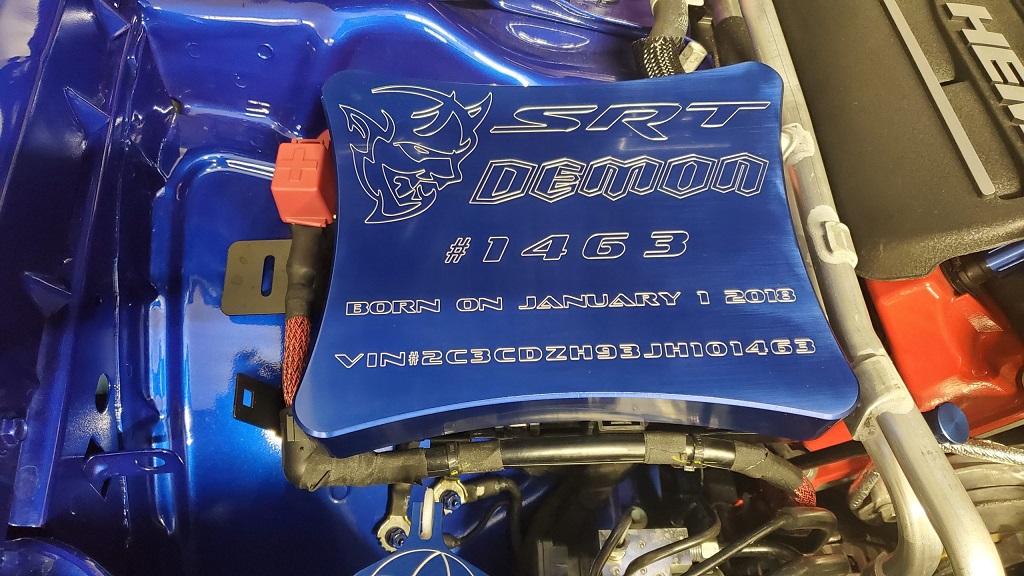 SRT
DEMON
#1463
BORN ON JANUARY 1 2018
VIN#2C3CDZH93JH101463